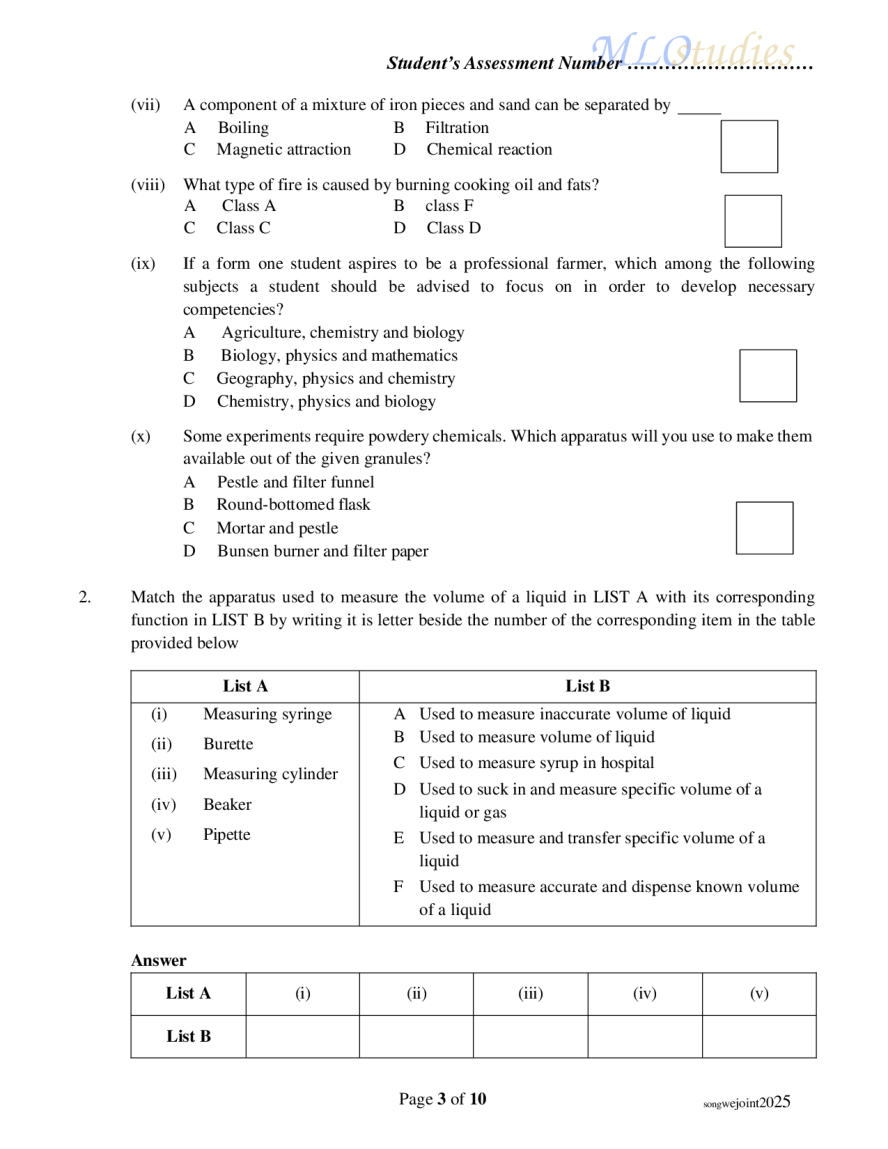 MLOstudies
Student's Assessment Number ................................
(vii) A component of a mixture of iron pieces and sand can be separated by _____
A Boiling B Filtration
C Magnetic attraction D Chemical reaction
(viii) What type of fire is caused by burning cooking oil and fats?
A Class A B class F
C Class C D Class D
(ix) If a form one student aspires to be a professional farmer, which among the following
subjects a student should be advised to focus on in order to develop necessary
competencies?
A Agriculture, chemistry and biology
B Biology, physics and mathematics
C Geography, physics and chemistry
D Chemistry, physics and biology
(x) Some experiments require powdery chemicals. Which apparatus will you use to make them
available out of the given granules?
A Pestle and filter funnel
B Round-bottomed flask
C Mortar and pestle
D Bunsen burner and filter paper
2. Match the apparatus used to measure the volume of a liquid in LIST A with its corresponding
function in LIST B by writing it is letter beside the number of the corresponding item in the table
provided below
List A List B
(i) Measuring syringe
(ii) Burette
(iii) Measuring cylinder
(iv) Beaker
(v) Pipette
A Used to measure inaccurate volume of liquid
B Used to measure volume of liquid
C Used to measure syrup in hospital
D Used to suck in and measure specific volume of a
liquid or gas
E Used to measure and transfer specific volume of a
liquid
F Used to measure accurate and dispense known volume
of a liquid
Answer
List A (i) (ii) (iii) (iv) (v)
List B
Page 3 of 10
songwejoint2025